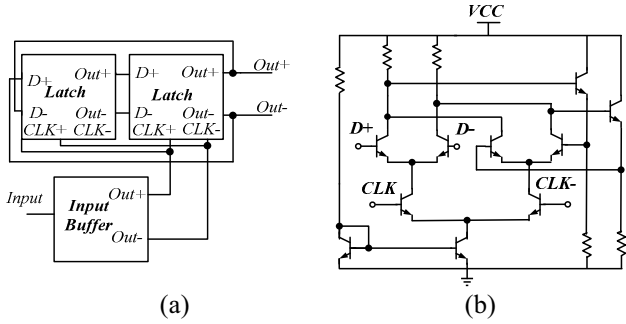 D+ Out+ D+ Out+ Out+
Latch Latch
D- Out- D- Out- Out-
CLK+ CLK- CLK+ CLK-
Input
Input
Buffer
Out+
Out-
(a)
(b)
VCC
D+ D-
CLK CLK-